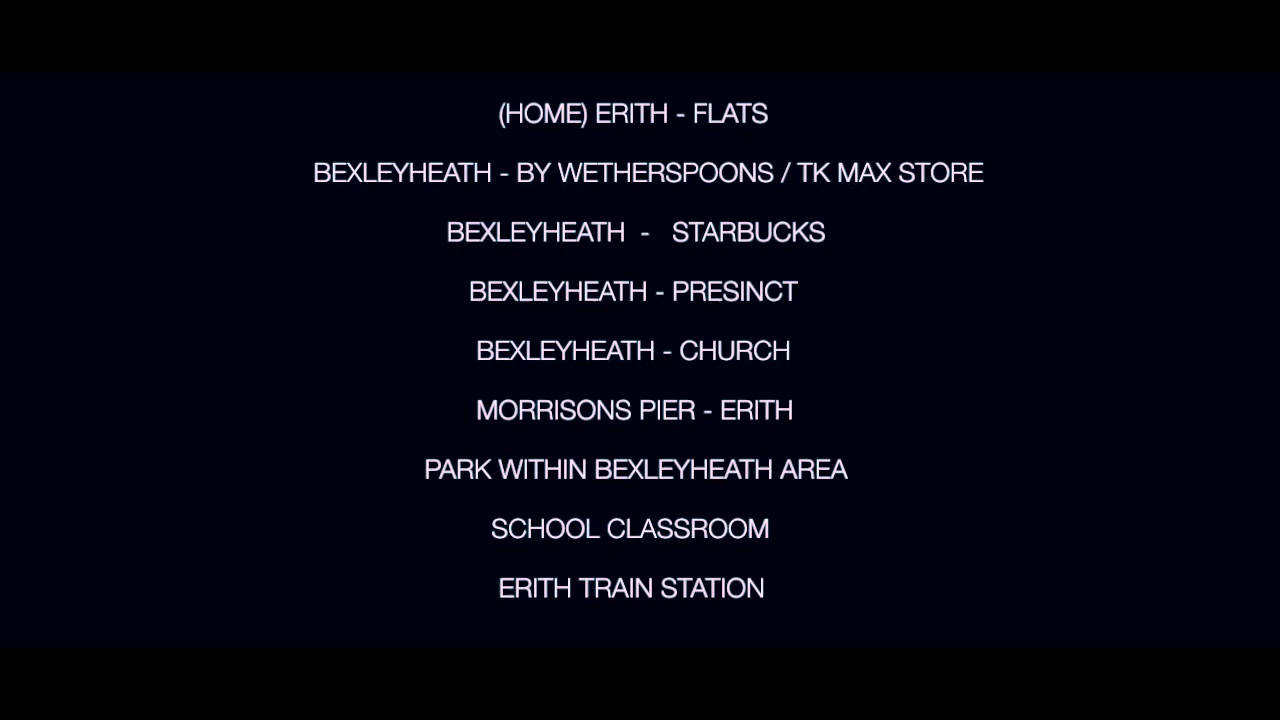 (HOME) ERITH - FLATS
BEXLEYHEATH - BY WETHERSPOONS / TK MAX STORE
BEXLEYHEATH - STARBUCKS
BEXLEYHEATH - PRESINCT
BEXLEYHEATH - CHURCH
MORRISONS PIER - ERITH
PARK WITHIN BEXLEYHEATH AREA
SCHOOL CLASSROOM
ERITH TRAIN STATION